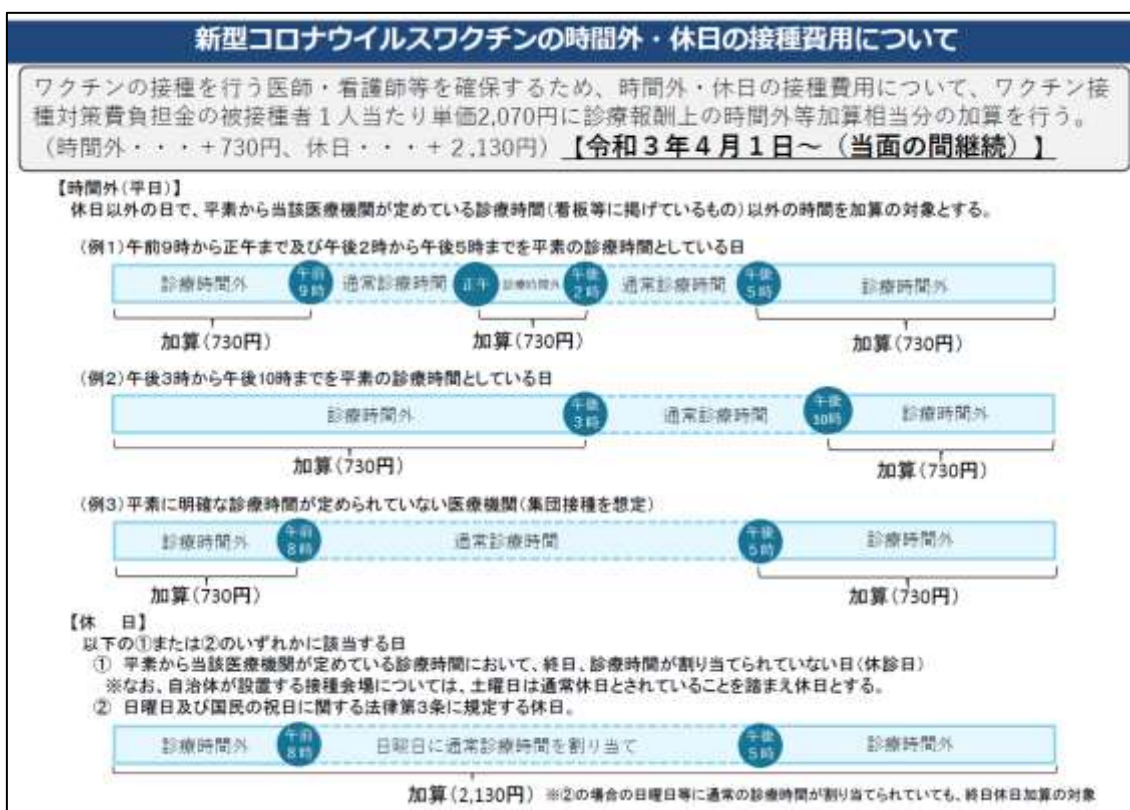 新型コロナウイルスワクチンの時間外・休日の接種費用について
ワクチンの接種を行う医師・看護師等を確保するため、時間外・休日の接種費用について、ワクチン接
種対策費負担金の被接種者１人当たり単価2,070円に診療報酬上の時間外等加算相当分の加算を行う。
（時間外・・・＋730円、休日・・・＋2,130円）【令和３年４月１日～（当面の間継続）】
【時間外(平日)】
休日以外の日で、平素から当該医療機関が定めている診療時間(看板等に掲げているもの)以外の時間を加算の対象とする。
(例1)午前9時から正午まで及び午後2時から午後5時までを平素の診療時間としている日
診療時間外 午前9時 通常診療時間 正午 診療時間外 午後2時 通常診療時間 午後5時 診療時間外
加算(730円) 加算(730円) 加算(730円)
(例2)午後3時から午後10時までを平素の診療時間としている日
診療時間外 午後3時 通常診療時間 午後10時 診療時間外
加算(730円) 加算(730円)
(例3)平素に明確な診療時間が定められていない医療機関(集団接種を想定)
診療時間外 午前8時 通常診療時間 午後5時 診療時間外
加算(730円) 加算(730円)
【休　日】
以下の①または②のいずれかに該当する日
① 平素から当該医療機関が定めている診療時間において、終日、診療時間が割り当てられていない日(休診日)
※なお、自治体が設置する接種会場については、土曜日は通常休日とされていることを踏まえ休日とする。
② 日曜日及び国民の祝日に関する法律第3条に規定する休日。
診療時間外 午前8時 日曜日に通常診療時間を割り当て 午後5時 診療時間外
加算(2,130円) ※②の場合の日曜日等に通常の診療時間が割り当てられていても、終日休日加算の対象